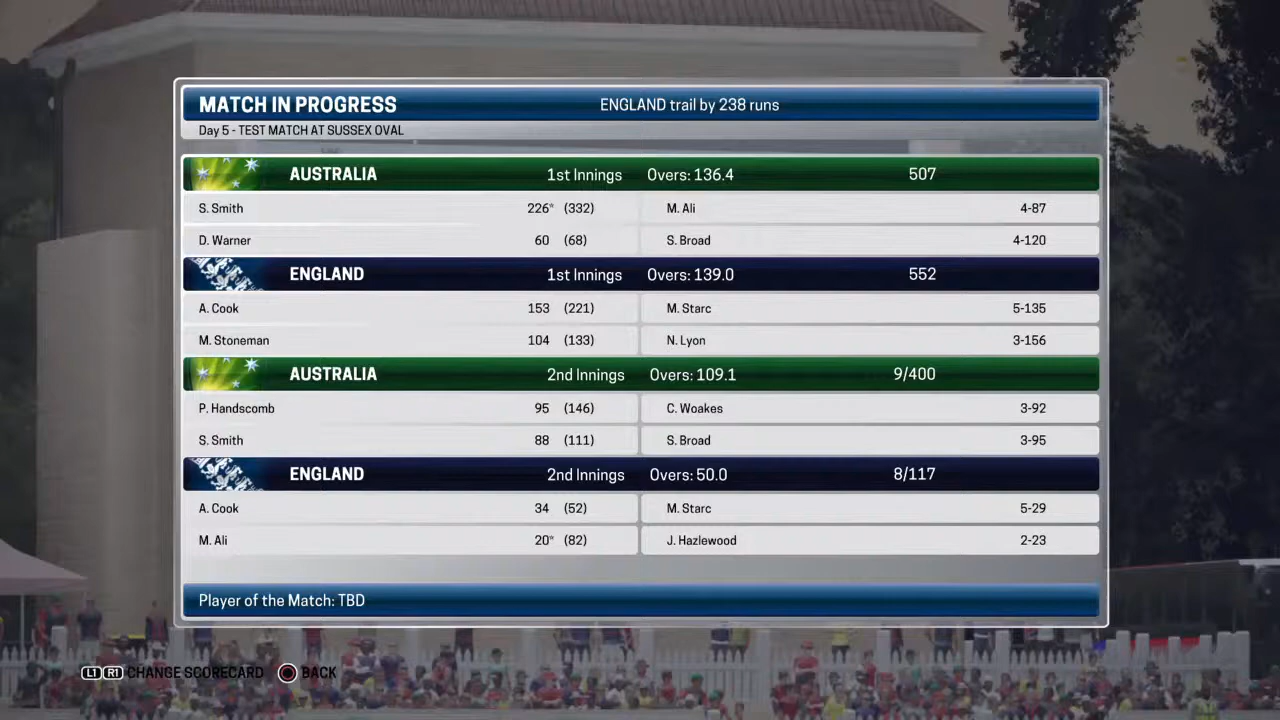 MATCH IN PROGRESS ENGLAND trail by 238 runs
Day 5 - TEST MATCH AT SUSSEX OVAL
AUSTRALIA 1st Innings Overs: 136.4 507
S. Smith 226* (332) M. Ali 4-87
D. Warner 60 (68) S. Broad 4-120
ENGLAND 1st Innings Overs: 139.0 552
A. Cook 153 (221) M. Starc 5-135
M. Stoneman 104 (133) N. Lyon 3-156
AUSTRALIA 2nd Innings Overs: 109.1 9/400
P. Handscomb 95 (146) C. Woakes 3-92
S. Smith 88 (111) S. Broad 3-95
ENGLAND 2nd Innings Overs: 50.0 8/117
A. Cook 34 (52) M. Starc 5-29
M. Ali 20* (82) J. Hazlewood 2-23
Player of the Match: TBD
L1 R1 CHANGE SCORECARD BACK